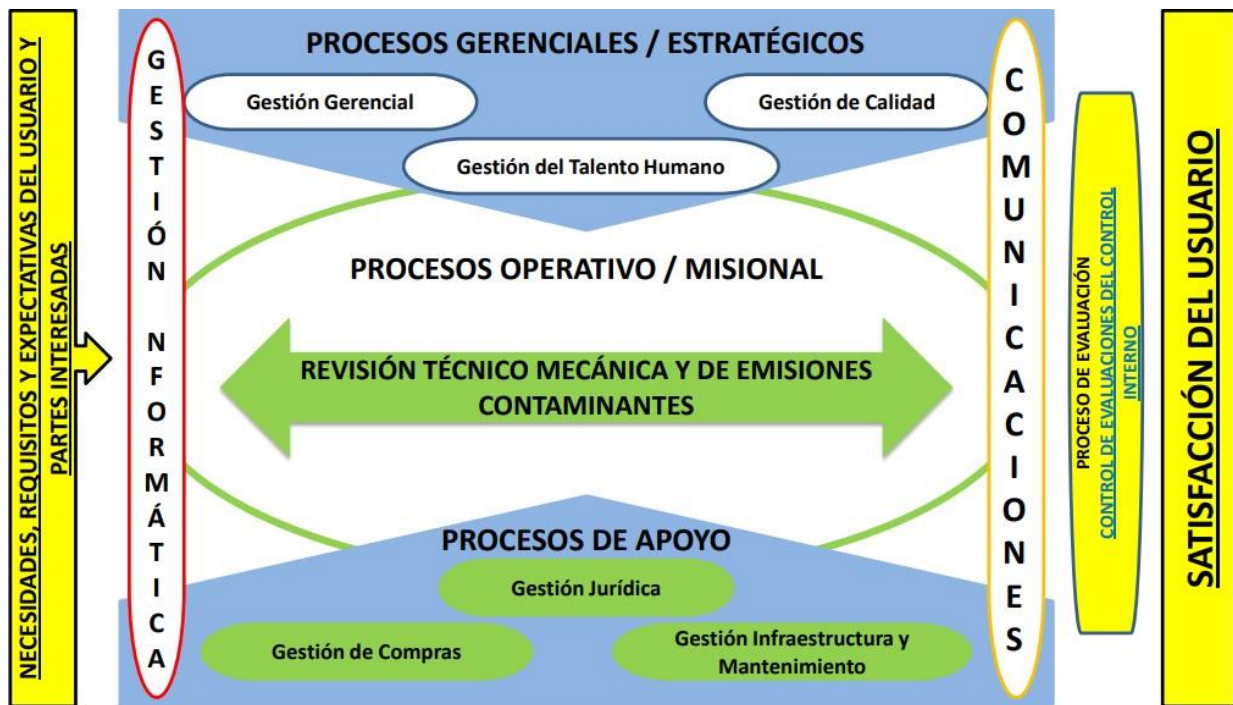 NECESIDADES, REQUISITOS Y EXPECTATIVAS DEL USUARIO Y
PARTES INTERESADAS
GESTIÓN NFORMÁTICA
PROCESOS GERENCIALES / ESTRATÉGICOS
Gestión Gerencial
Gestión de Calidad
Gestión del Talento Humano
PROCESOS OPERATIVO / MISIONAL
REVISIÓN TÉCNICO MECÁNICA Y DE EMISIONES
CONTAMINANTES
PROCESOS DE APOYO
Gestión Jurídica
Gestión de Compras
Gestión Infraestructura y
Mantenimiento
COMUNICACIONES
PROCESO DE EVALUACIÓN
CONTROL DE EVALUACIONES DEL CONTROL
INTERNO
SATISFACCIÓN DEL USUARIO